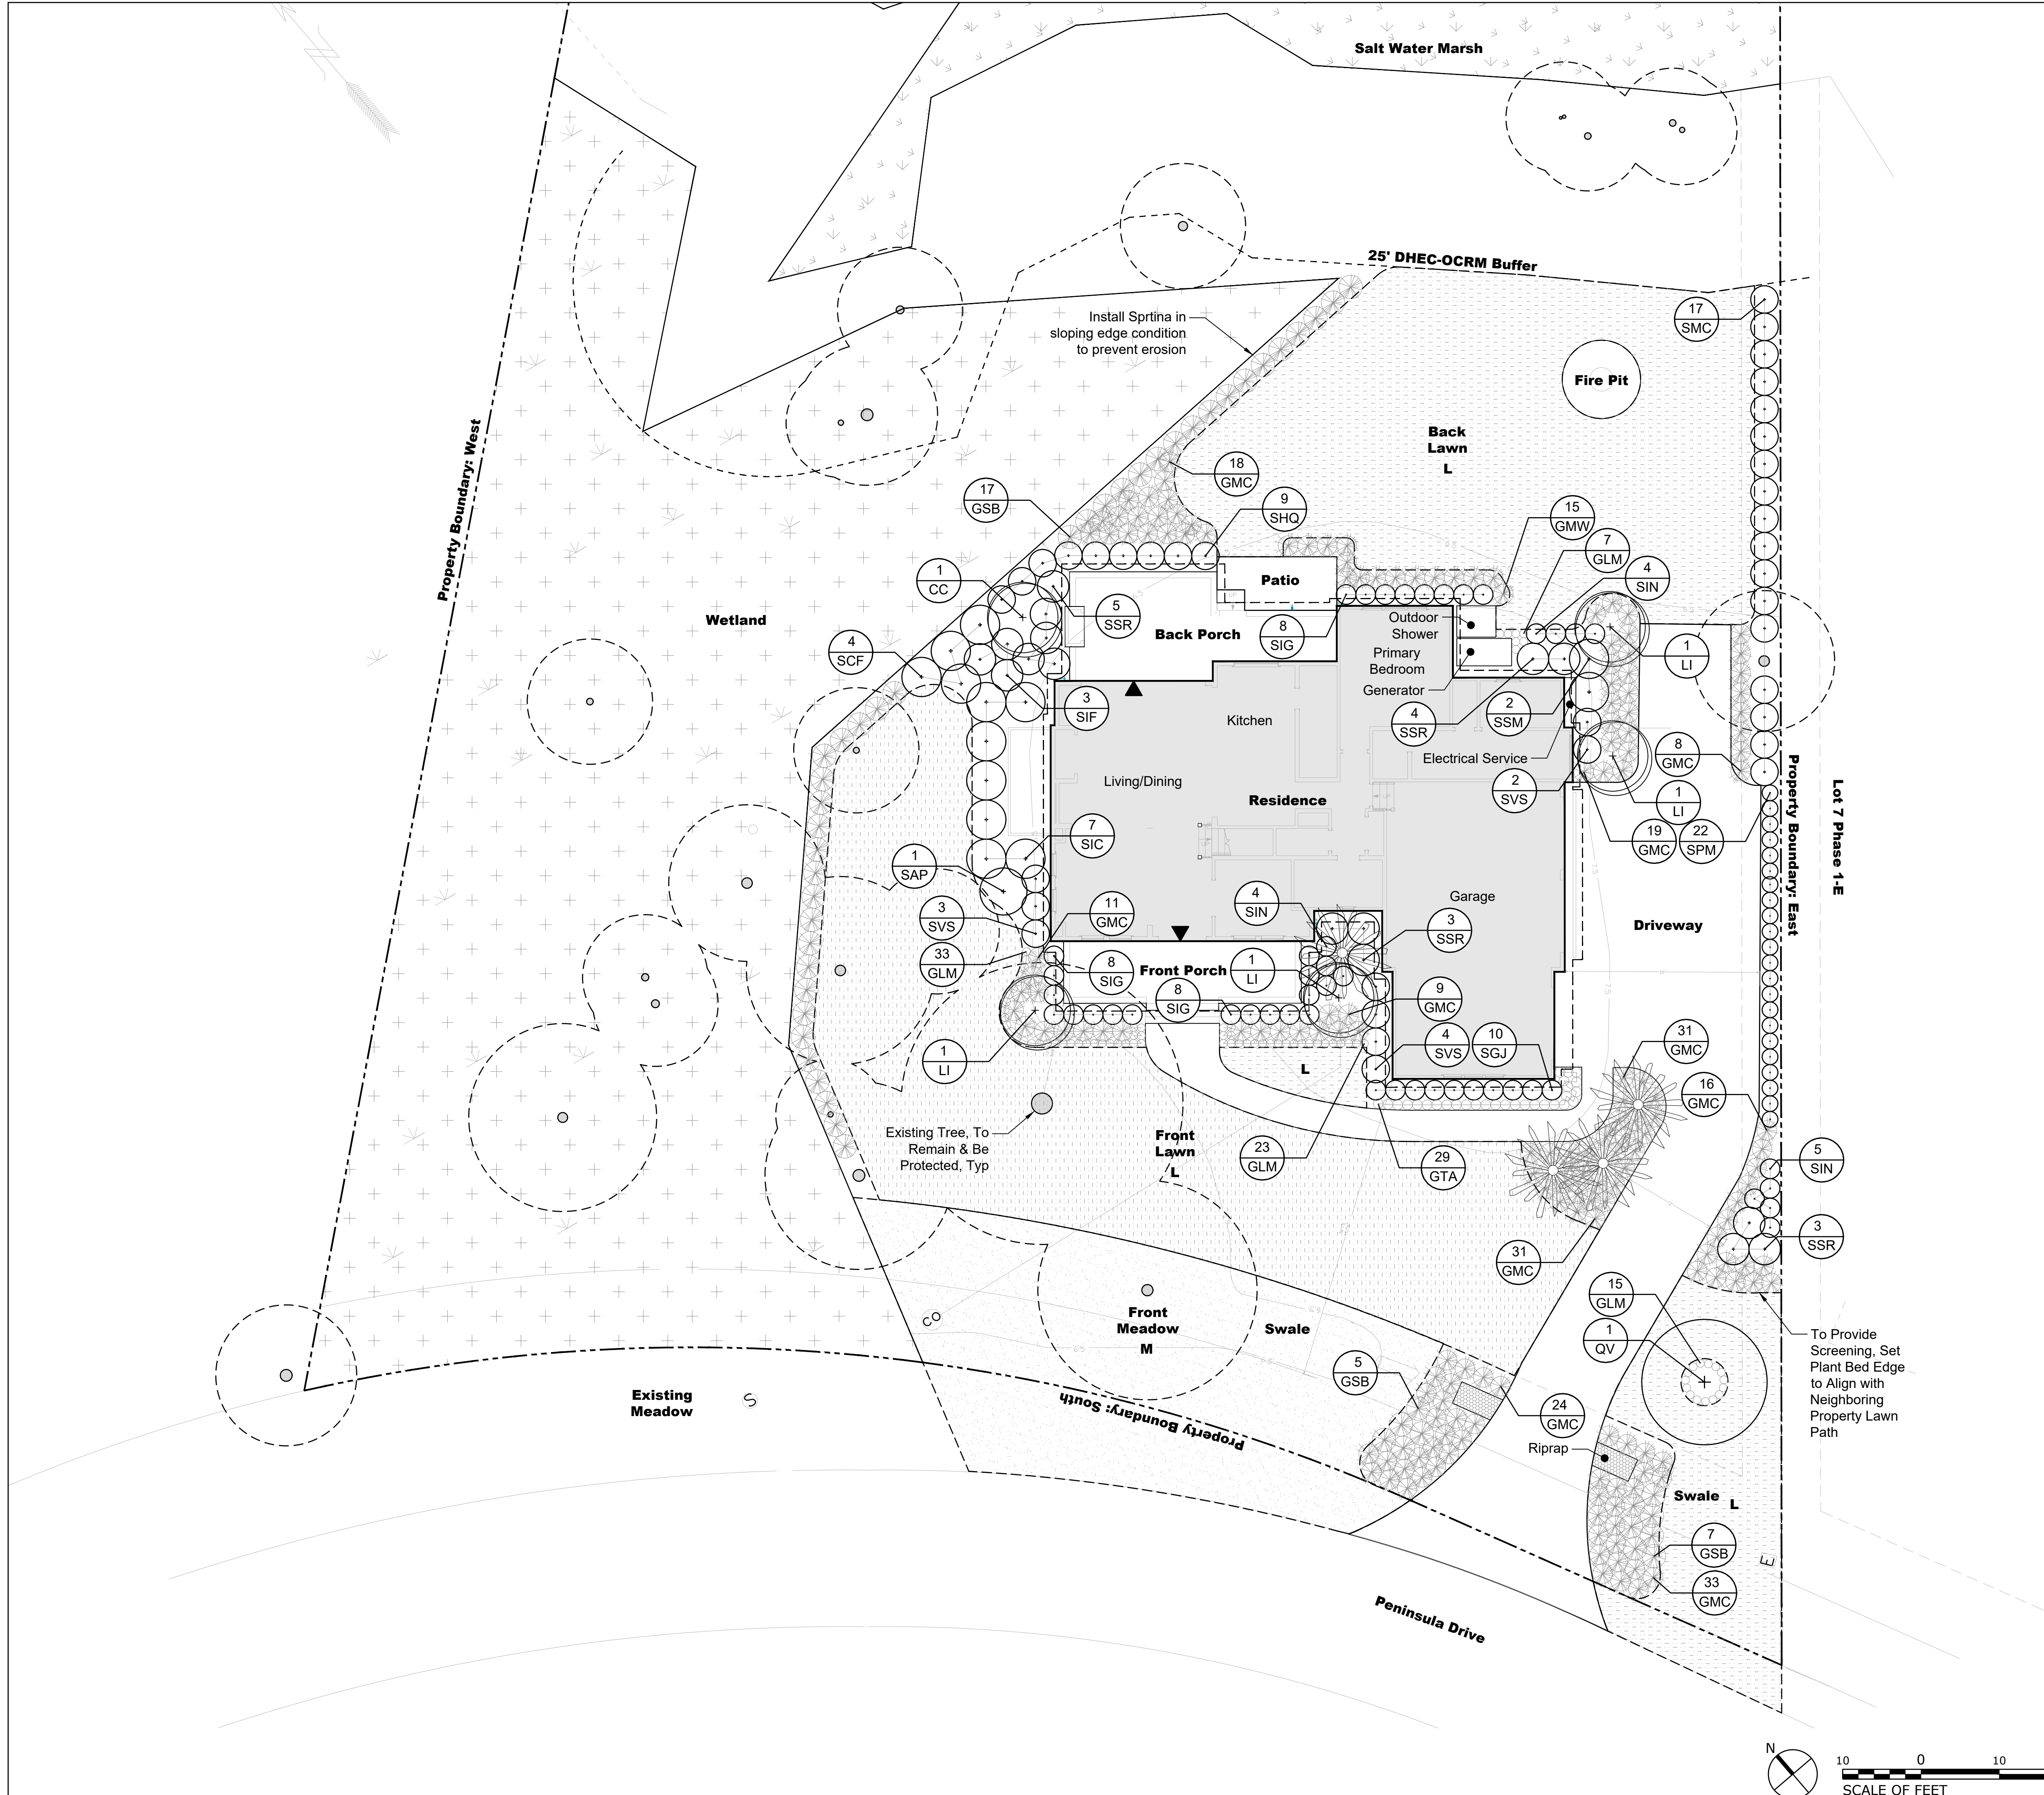 Salt Water Marsh
25' DHEC-OCRM Buffer
17
SMC
Install Sprtina in
sloping edge condition
to prevent erosion
Fire Pit
Back
Lawn
L
Property Boundary: West
18
GMC
17
GSB
9
SHQ
15
GMW
7
GLM
4
SIN
1
CC
Patio
5
SSR
Wetland
Back Porch
8
SIG
Outdoor
Shower
Primary
Bedroom
Generator
1
LI
4
SCF
3
SIF
Kitchen
4
SSR
2
SSM
Electrical Service
8
GMC
Living/Dining
2
SVS
Residence
1
LI
19
GMC
22
SPM
Property Boundary: East
Lot 7 Phase 1-E
7
SIC
1
SAP
11
GMC
4
SIN
Garage
3
SVS
3
SSR
Driveway
33
GLM
8
SIG
Front Porch
1
LI
8
SIG
9
GMC
1
LI
4
SVS
10
SGJ
31
GMC
L
16
GMC
Existing Tree, To
Remain & Be
Protected, Typ
Front
Lawn
L
23
GLM
29
GTA
5
SIN
3
SSR
31
GMC
15
GLM
1
QV
CO
Front
Meadow
M
Swale
To Provide
Screening, Set
Plant Bed Edge
to Align with
Neighboring
Property Lawn
Path
5
GSB
Existing
Meadow
S
Property Boundary: South
24
GMC
Riprap
Swale
L
7
GSB
E
33
GMC
Peninsula Drive
N
10 0 10
SCALE OF FEET